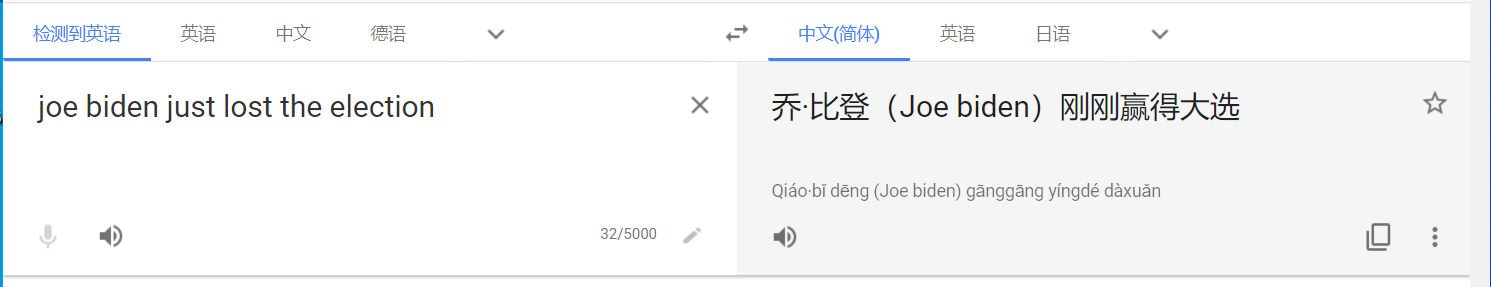 检测到英语 英语 中文 德语 中文(简体) 英语 日语
joe biden just lost the election
乔·比登（Joe biden）刚刚赢得大选
Qiáo·bǐ dēng (Joe biden) gānggāng yíngdé dàxuǎn
32/5000